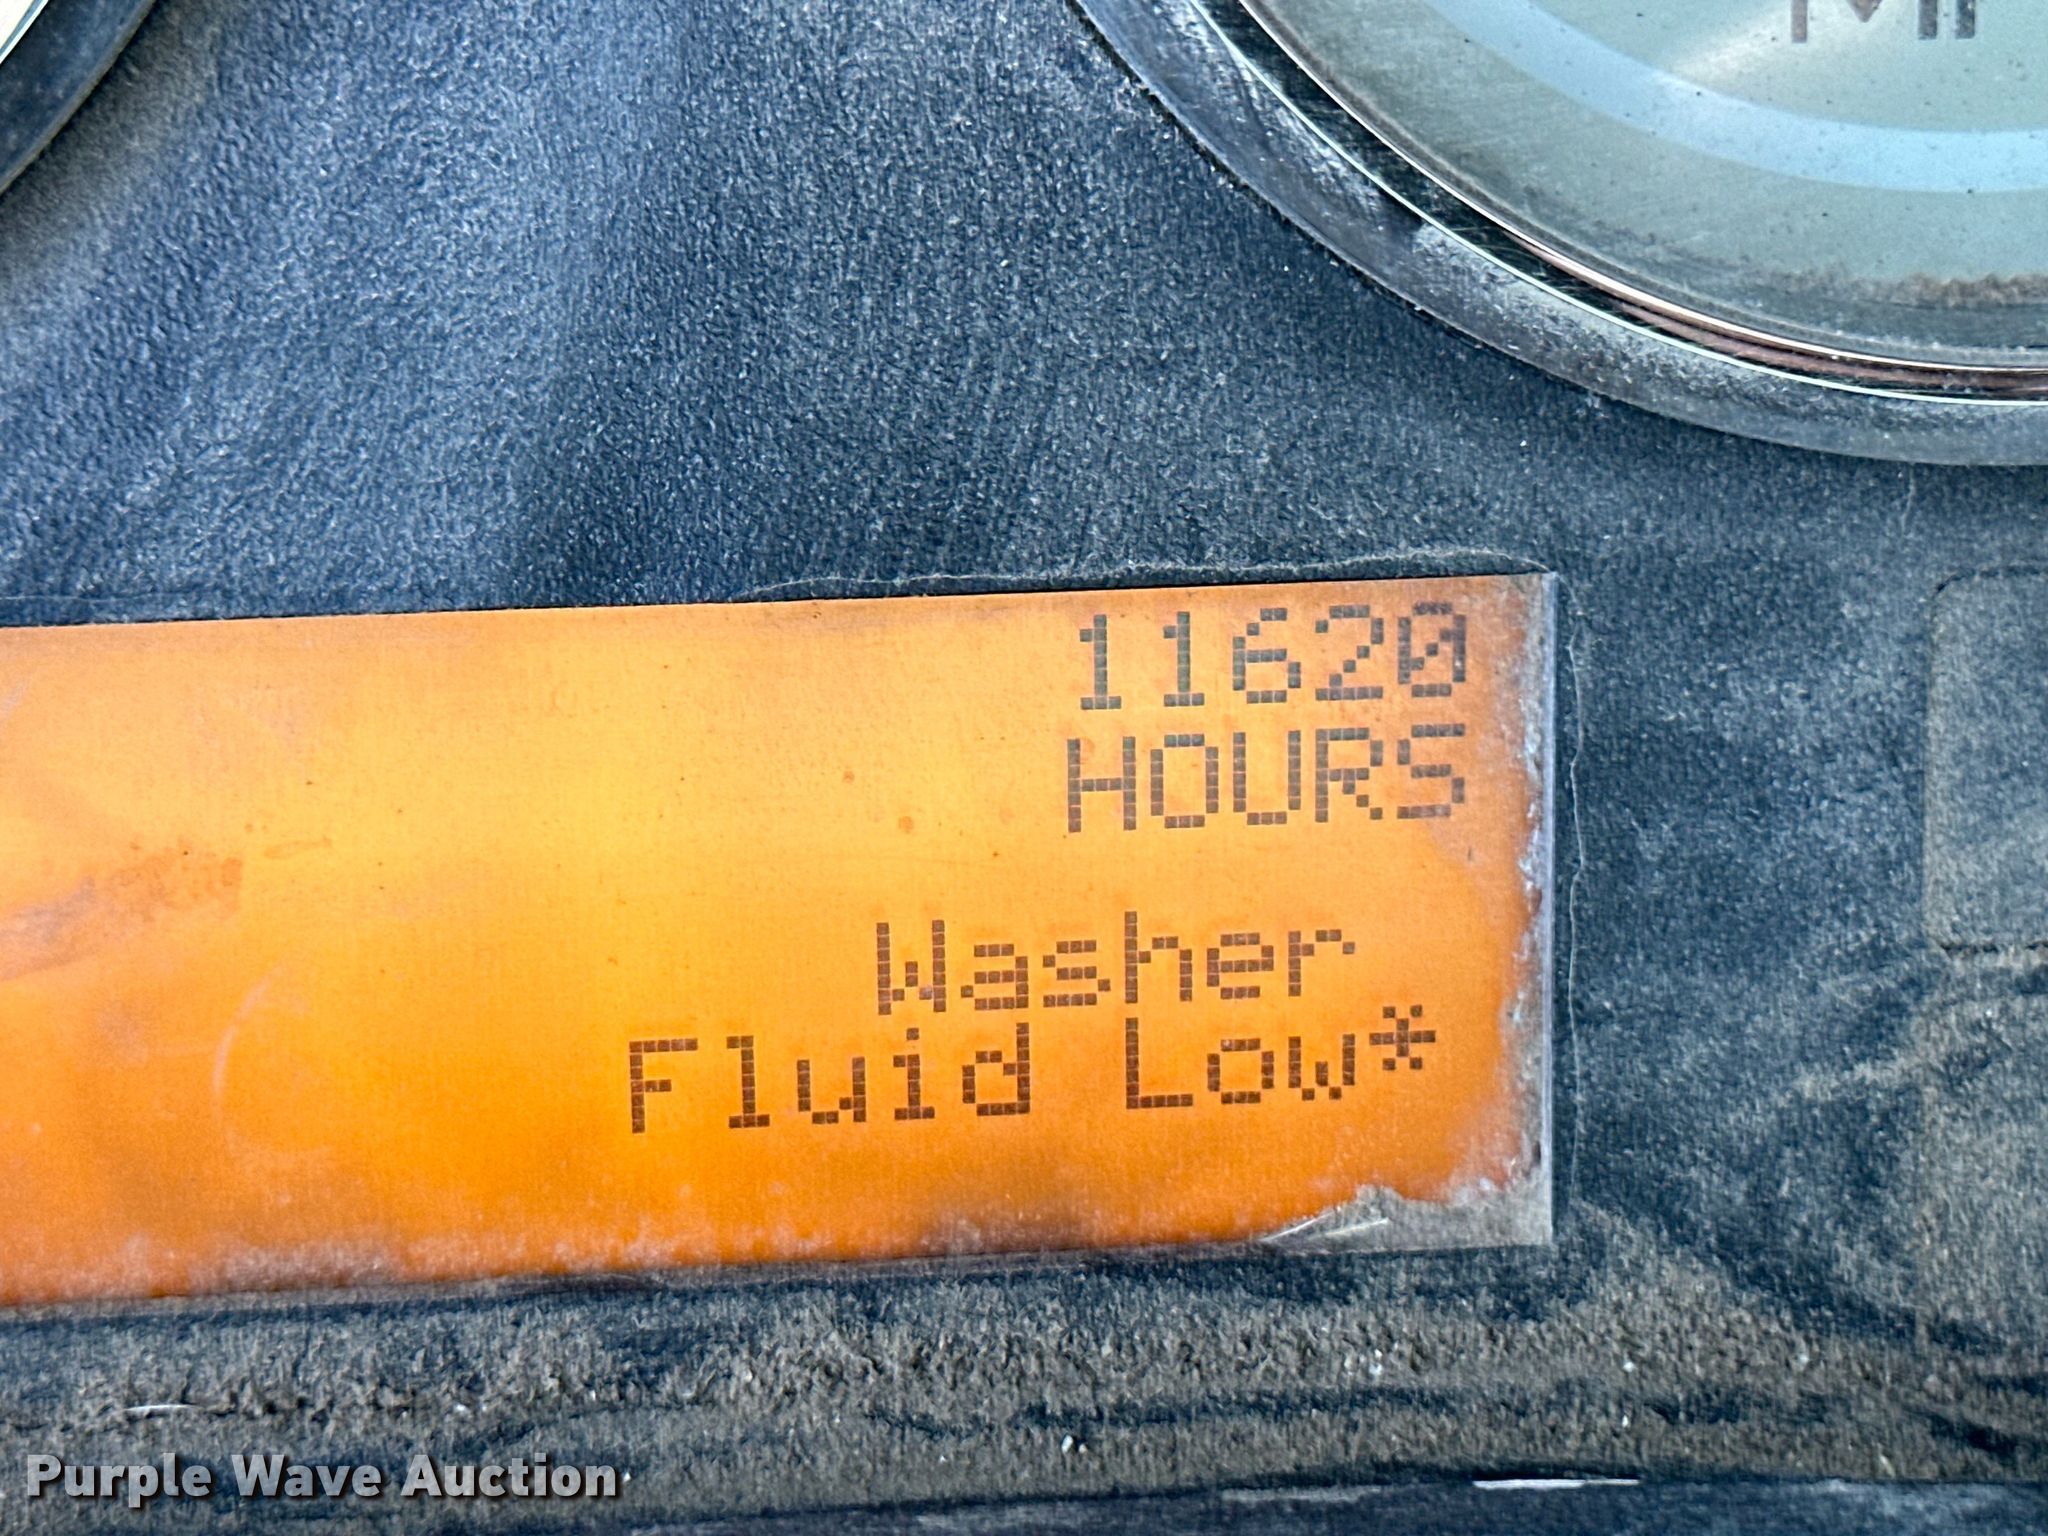 11620
HOURS
Washer
Fluid Low*
Purple Wave Auction